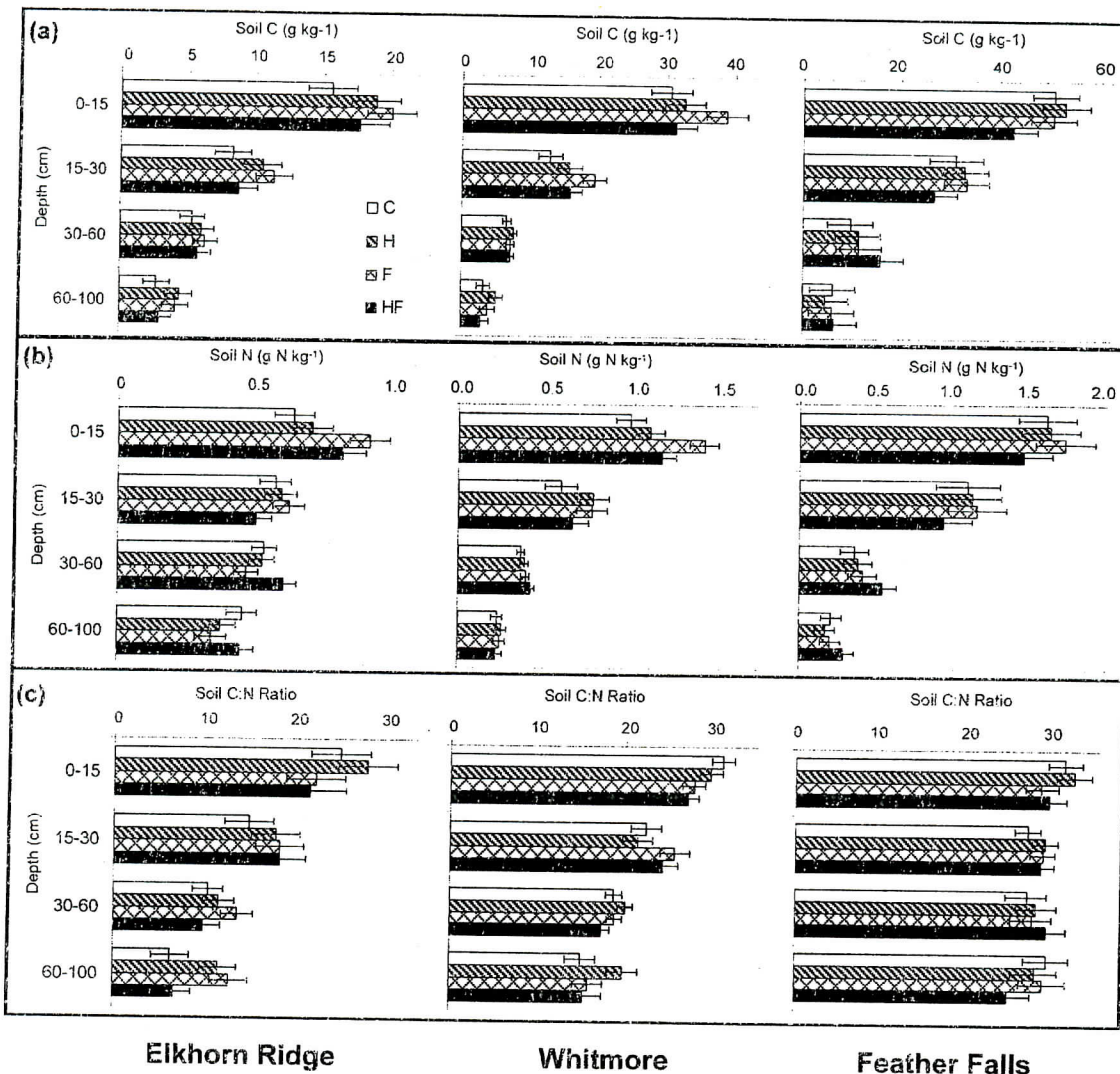 (a)
Soil C (g kg-1)
Soil C (g kg-1)
Soil C (g kg-1)
0 5 10 15 20
0 10 20 30 40
0 20 40 60
Depth (cm)
0-15
15-30
30-60
60-100
C
H
F
HF
(b)
Soil N (g N kg⁻¹)
Soil N (g N kg⁻¹)
Soil N (g N kg⁻¹)
0 0.5 1.0
0.0 0.5 1.0 1.5
0.0 0.5 1.0 1.5 2.0
Depth (cm)
0-15
15-30
30-60
60-100
(c)
Soil C:N Ratio
Soil C:N Ratio
Soil C:N Ratio
0 10 20 30
0 10 20 30
0 10 20 30
Depth (cm)
0-15
15-30
30-60
60-100
Elkhorn Ridge
Whitmore
Feather Falls